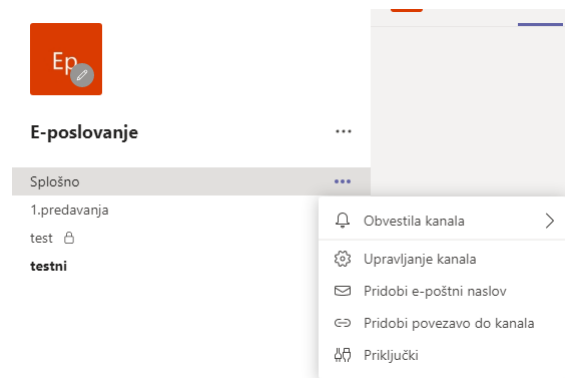 Ep
E-poslovanje
Splošno
1.predavanja
test
testni
Obvestila kanala
Upravljanje kanala
Pridobi e-poštni naslov
Pridobi povezavo do kanala
Priključki